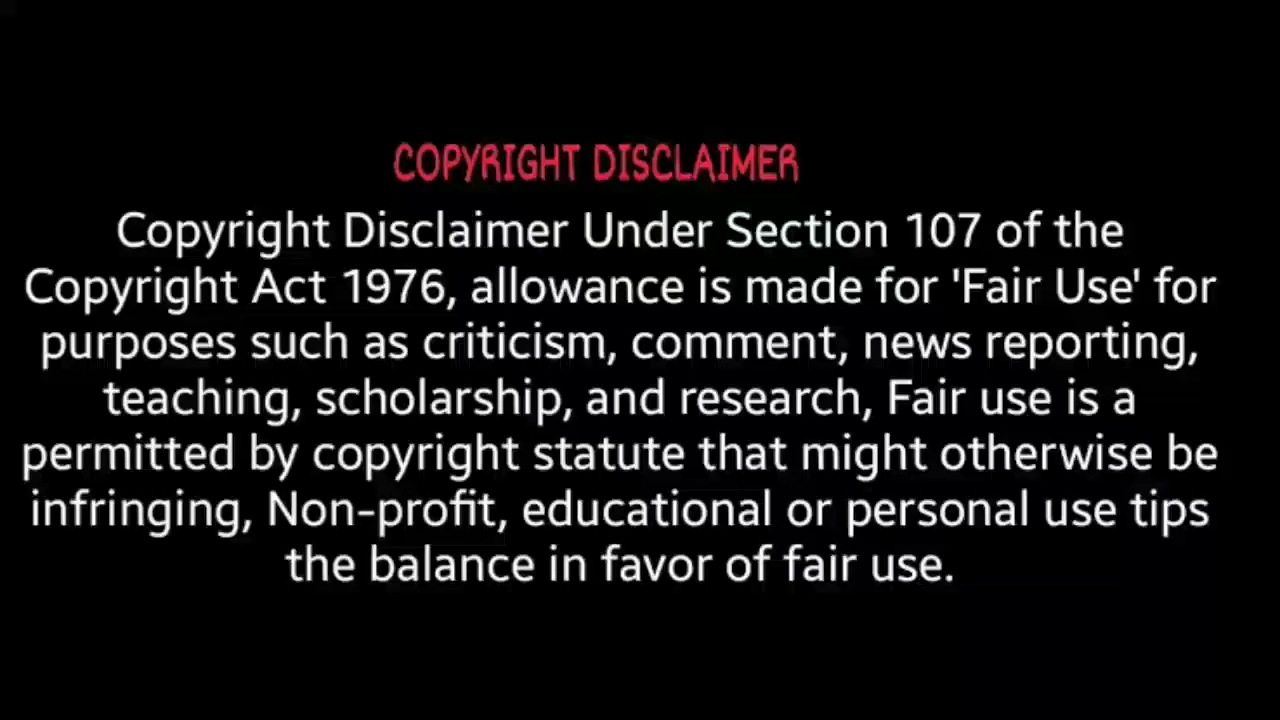 COPYRIGHT DISCLAIMER
Copyright Disclaimer Under Section 107 of the
Copyright Act 1976, allowance is made for 'Fair Use' for
purposes such as criticism, comment, news reporting,
teaching, scholarship, and research, Fair use is a
permitted by copyright statute that might otherwise be
infringing, Non-profit, educational or personal use tips
the balance in favor of fair use.